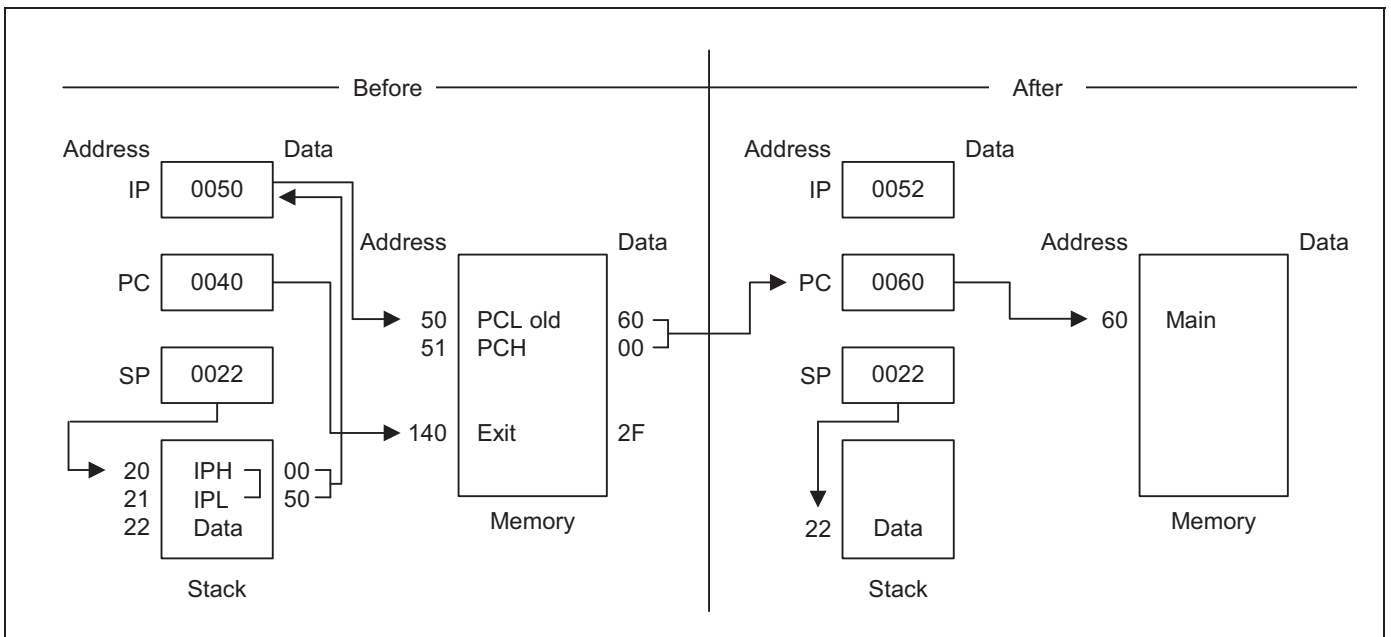 Before
Address Data
IP 0050
PC 0040
SP 0022
20 IPH 00
21 IPL 50
22 Data
Stack
Address Data
50 PCL old 60
51 PCH 00
140 Exit 2F
Memory
After
Address Data
IP 0052
PC 0060
SP 0022
22 Data
Stack
Address Data
60 Main
Memory